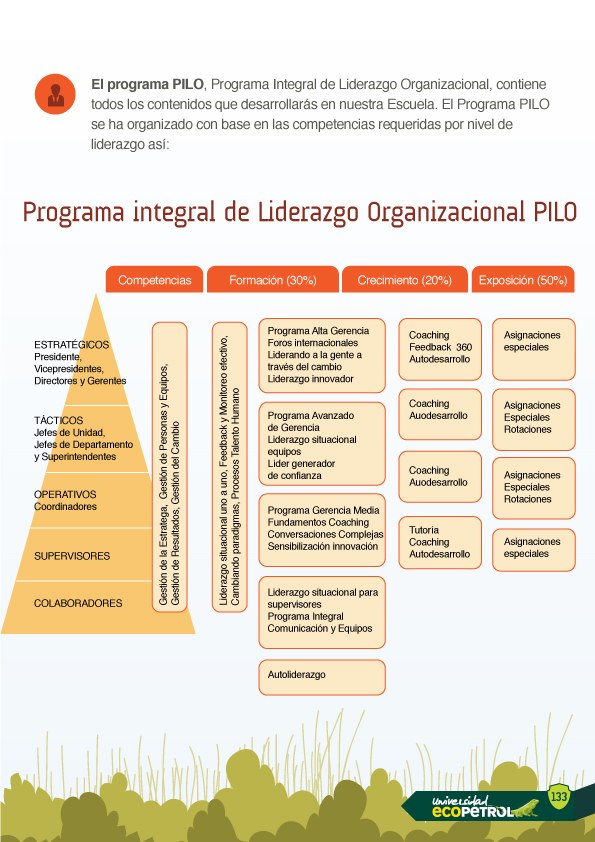 El programa PILO, Programa Integral de Liderazgo Organizacional, contiene
todos los contenidos que desarrollarás en nuestra Escuela. El Programa PILO
se ha organizado con base en las competencias requeridas por nivel de
liderazgo así:
Programa integral de Liderazgo Organizacional PILO
Competencias
Formación (30%)
Crecimiento (20%)
Exposición (50%)
ESTRATÉGICOS
Presidente,
Vicepresidentes,
Directores y Gerentes
TÁCTICOS
Jefes de Unidad,
Jefes de Departamento
y Superintendentes
OPERATIVOS
Coordinadores
SUPERVISORES
COLABORADORES
Gestión de la Estratega, Gestión de Personas y Equipos,
Gestión de Resultados, Gestión del Cambio
Liderazgo situacional uno a uno, Feedback y Monitoreo efectivo,
Cambiando paradigmas, Procesos Talento Humano
Programa Alta Gerencia
Foros internacionales
Liderando a la gente a
través del cambio
Liderazgo innovador
Programa Avanzado
de Gerencia
Liderazgo situacional
equipos
Lider generador
de confianza
Programa Gerencia Media
Fundamentos Coaching
Conversaciones Complejas
Sensibilización innovación
Liderazgo situacional para
supervisores
Programa Integral
Comunicación y Equipos
Autoliderazgo
Coaching
Feedback 360
Autodesarrollo
Coaching
Auodesarrollo
Coaching
Auodesarrollo
Tutoría
Coaching
Autodesarrollo
Asignaciones
especiales
Asignaciones
Especiales
Rotaciones
Asignaciones
Especiales
Rotaciones
Asignaciones
especiales
Universidad
ECOPETROL
133